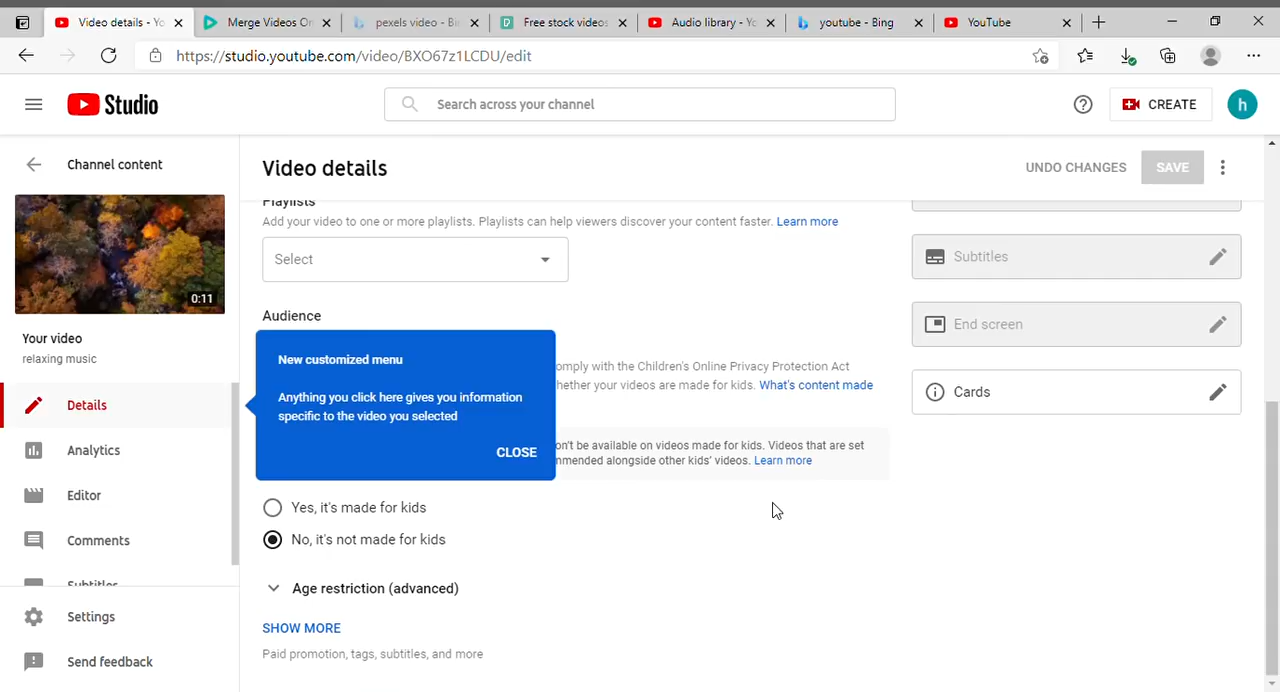 Video details - Yo
Merge Videos On
pexels video - Bin
Free stock videos
Audio library - Yo
youtube - Bing
YouTube
https://studio.youtube.com/video/BXO67z1LCDU/edit
Studio
Search across your channel
CREATE
h
Channel content
Video details
UNDO CHANGES
SAVE
0:11
Your video
relaxing music
Details
Analytics
Editor
Comments
Subtitles
Settings
Send feedback
Playlists
Add your video to one or more playlists. Playlists can help viewers discover your content faster. Learn more
Select
Audience
New customized menu
Anything you click here gives you information
specific to the video you selected
CLOSE
omply with the Children's Online Privacy Protection Act
hether your videos are made for kids. What's content made
on't be available on videos made for kids. Videos that are set
mmended alongside other kids' videos. Learn more
Yes, it's made for kids
No, it's not made for kids
Age restriction (advanced)
SHOW MORE
Paid promotion, tags, subtitles, and more
Subtitles
End screen
Cards